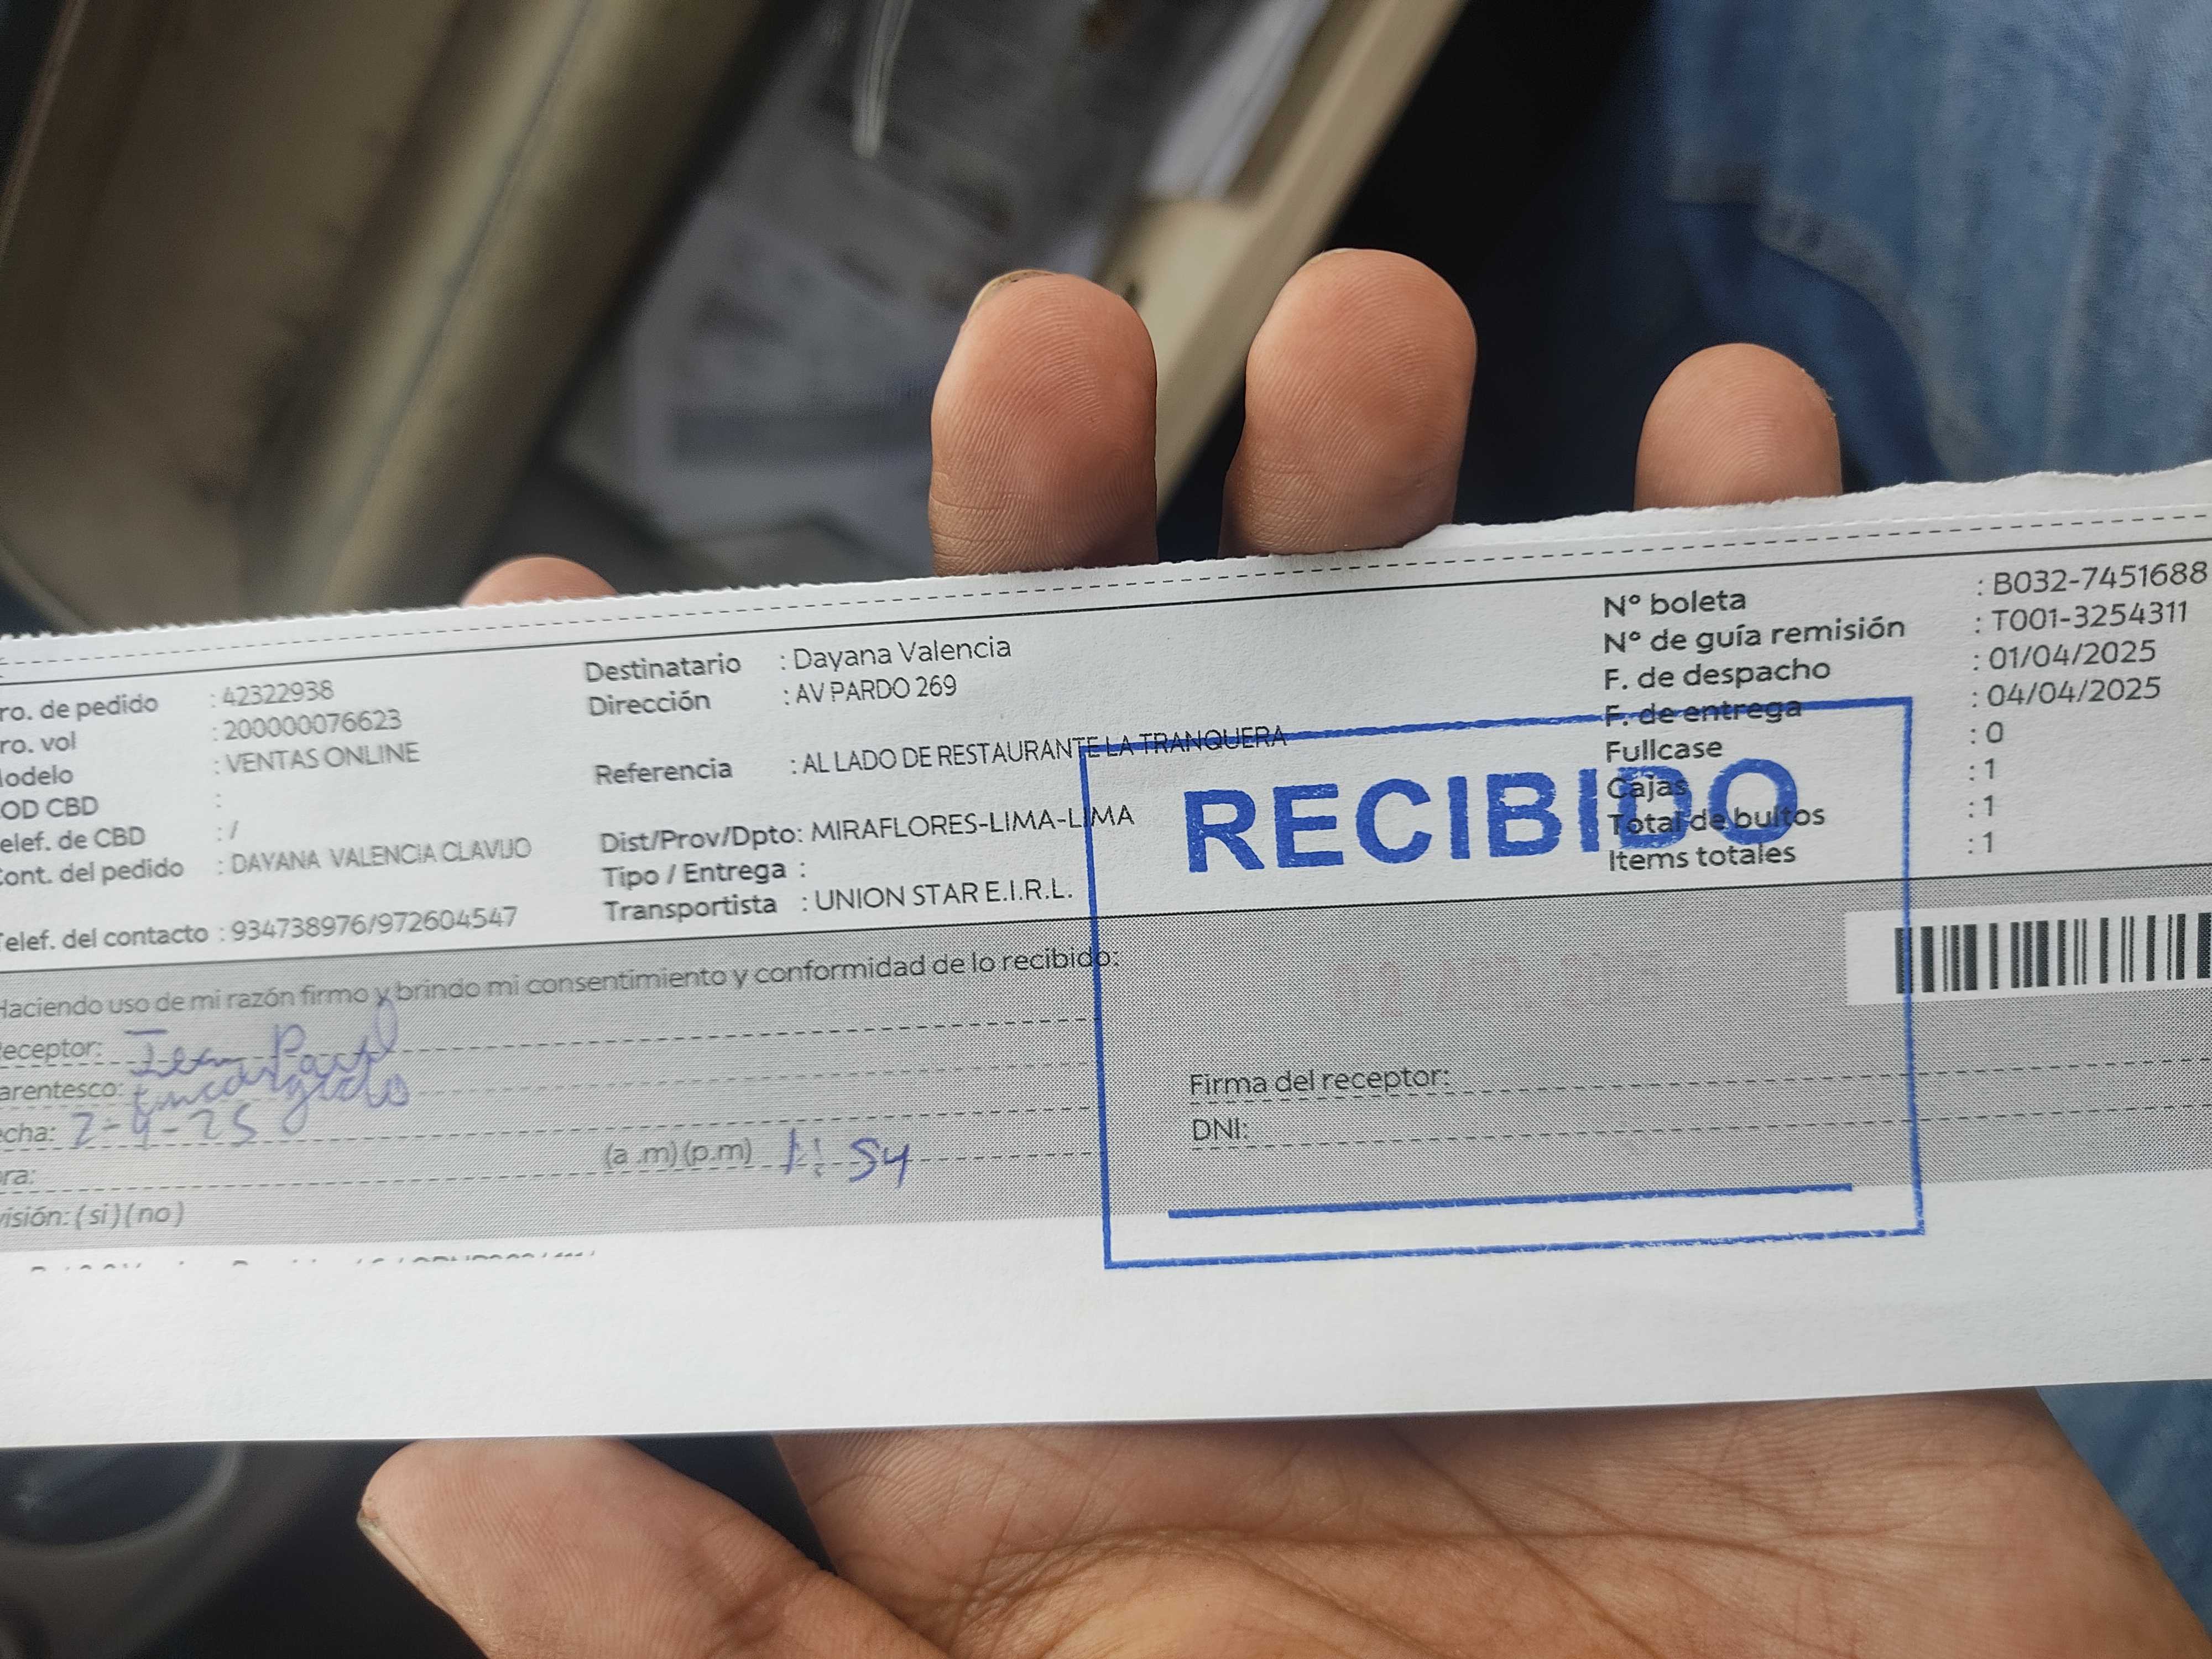 ro. de pedido : 42322938
ro. vol : 200000076623
odelo : VENTAS ONLINE
OD CBD :
elef. de CBD : /
ont. del pedido : DAYANA VALENCIA CLAVIJO
Telef. del contacto : 934738976/972604547
Destinatario : Dayana Valencia
Dirección : AV PARDO 269
Referencia : AL LADO DE RESTAURANTE LA TRANQUERA
Dist/Prov/Dpto: MIRAFLORES-LIMA-LIMA
Tipo / Entrega :
Transportista : UNION STAR E.I.R.L.
N° boleta : B032-7451688
N° de guía remisión : T001-3254311
F. de despacho : 01/04/2025
F. de entrega : 04/04/2025
Fullcase : 0
Cajas : 1
Total de bultos : 1
Items totales : 1
RECIBIDO
Haciendo uso de mi razón firmo y brindo mi consentimiento y conformidad de lo recibido:
Receptor: Jean Paul
arentesco: Encargado
echa: 2-4-25
ra: (a .m) (p.m) 11:54
visión: (si) (no)
Firma del receptor:
DNI: